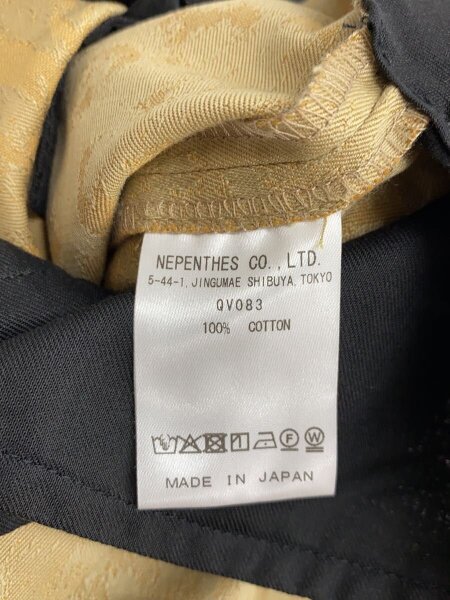 NEPENTHES CO., LTD.
5-44-1, JINGUMAE SHIBUYA, TOKYO
QV083
100% COTTON
MADE IN JAPAN